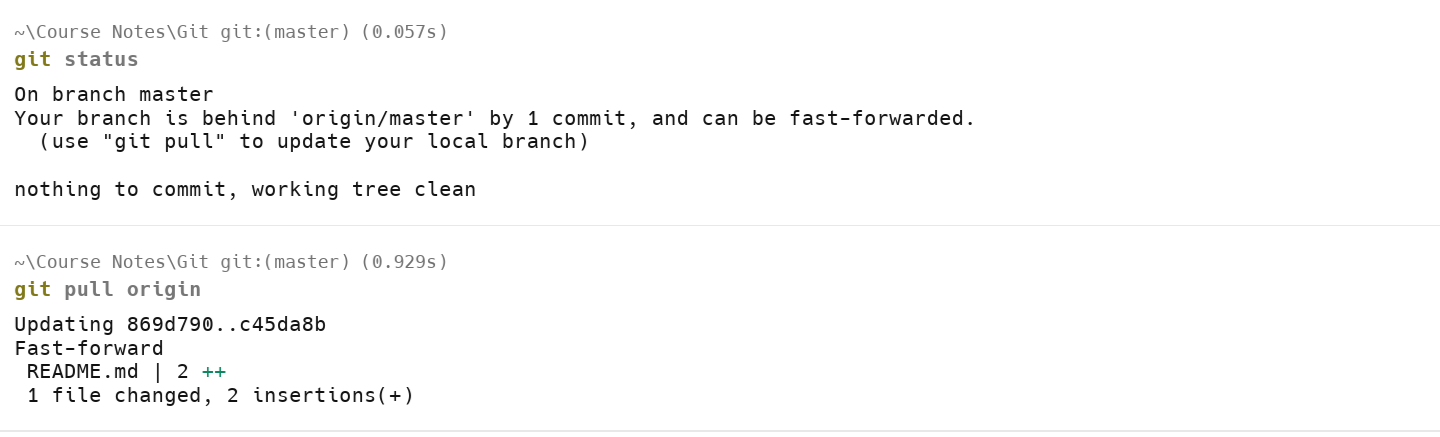 ~\Course Notes\Git git:(master) (0.057s)
git status
On branch master
Your branch is behind 'origin/master' by 1 commit, and can be fast-forwarded.
  (use "git pull" to update your local branch)

nothing to commit, working tree clean
~\Course Notes\Git git:(master) (0.929s)
git pull origin
Updating 869d790..c45da8b
Fast-forward
 README.md | 2 ++
 1 file changed, 2 insertions(+)